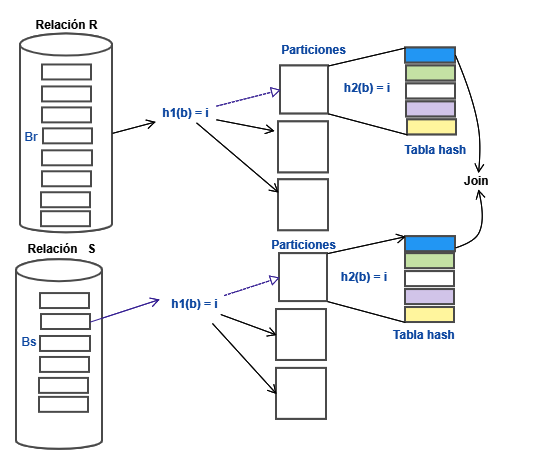 Relación R
Particiones
h2(b) = i
h1(b) = i
Br
Tabla hash
Join
Relación S
Particiones
h2(b) = i
h1(b) = i
Bs
Tabla hash